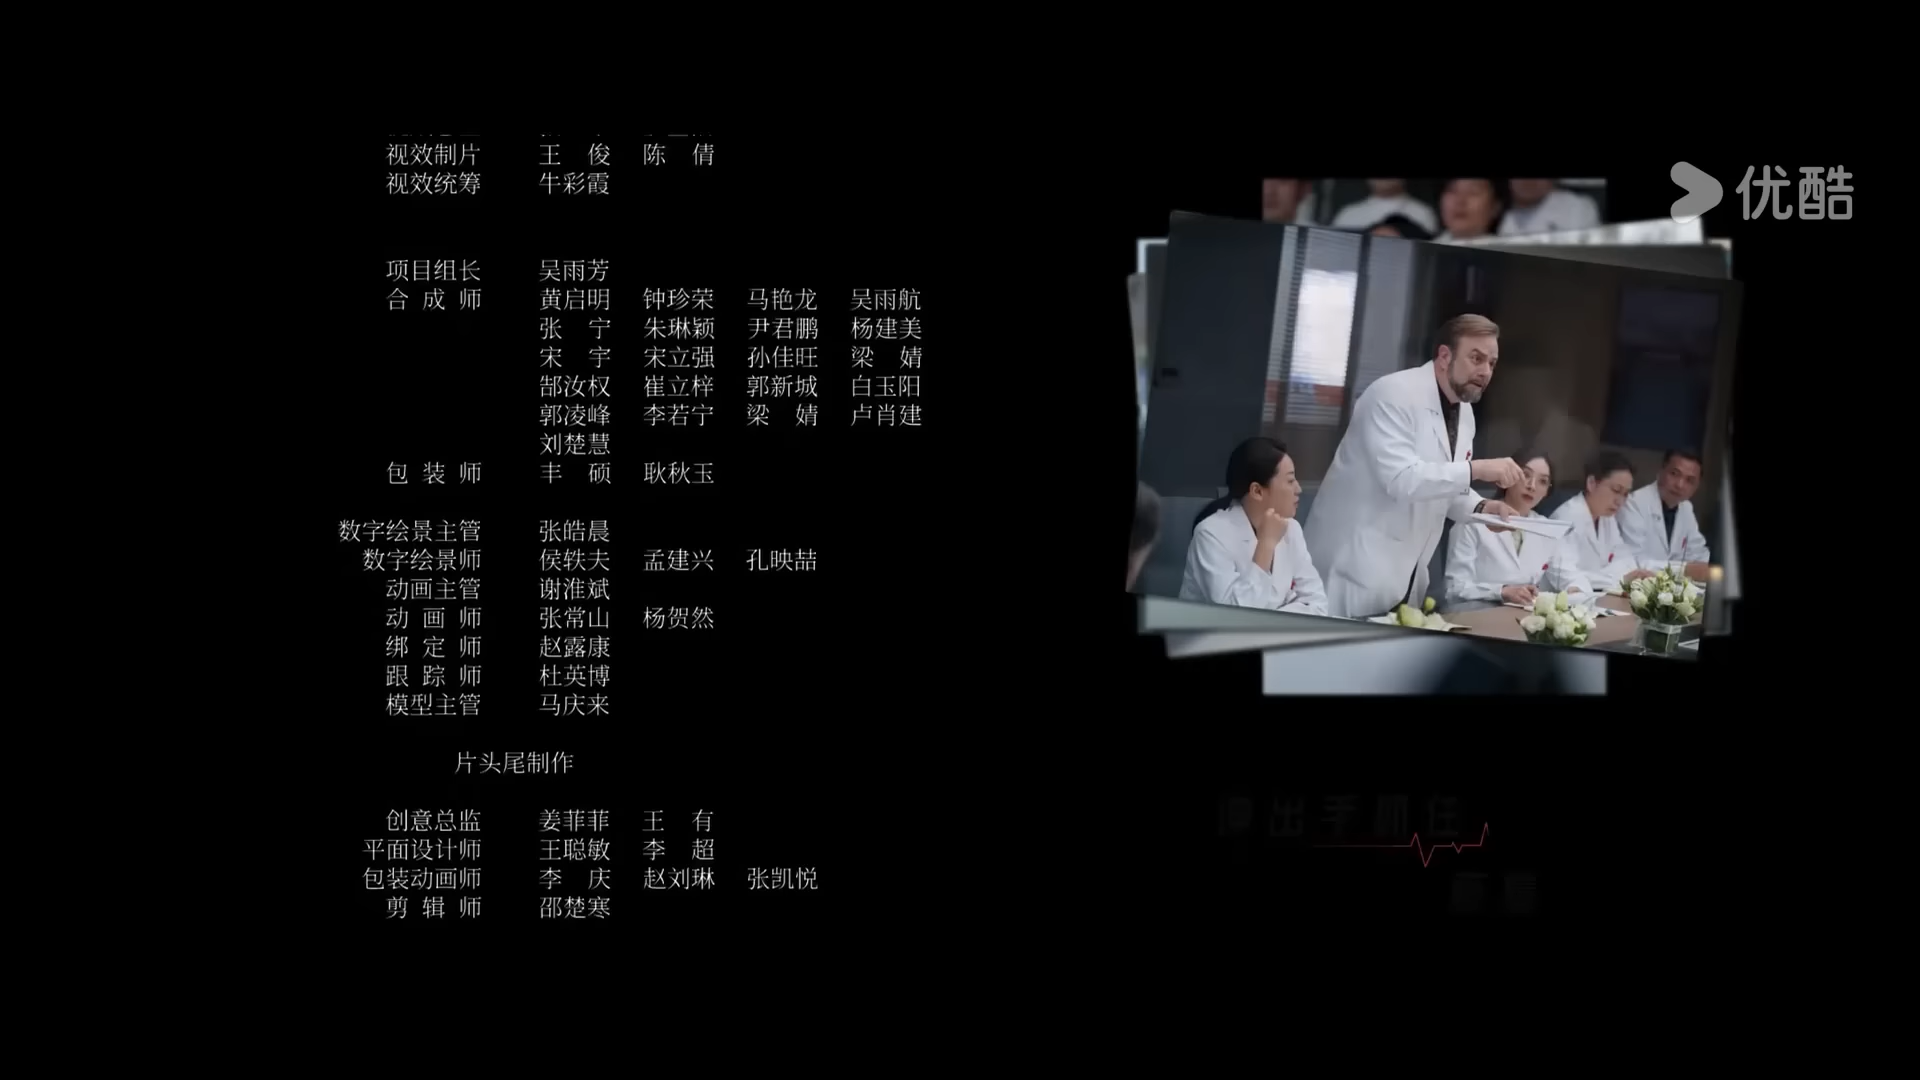 视效制片 王俊 陈倩
视效统筹 牛彩霞
项目组长 吴雨芳
合成师 黄启明 钟珍荣 马艳龙 吴雨航
张宁 朱琳颖 尹君鹏 杨建美
宋宇 宋立强 孙佳旺 梁婧
郜汝权 崔立梓 郭新城 白玉阳
郭凌峰 李若宁 梁婧 卢肖建
刘楚慧
包装师 丰硕 耿秋玉
数字绘景主管 张皓晨
数字绘景师 侯轶夫 孟建兴 孔映喆
动画主管 谢淮斌
动画师 张常山 杨贺然
绑定师 赵露康
跟踪师 杜英博
模型主管 马庆来
片头尾制作
创意总监 姜菲菲 王有
平面设计师 王聪敏 李超
包装动画师 李庆 赵刘琳 张凯悦
剪辑师 邵楚寒
优酷
出手抓住